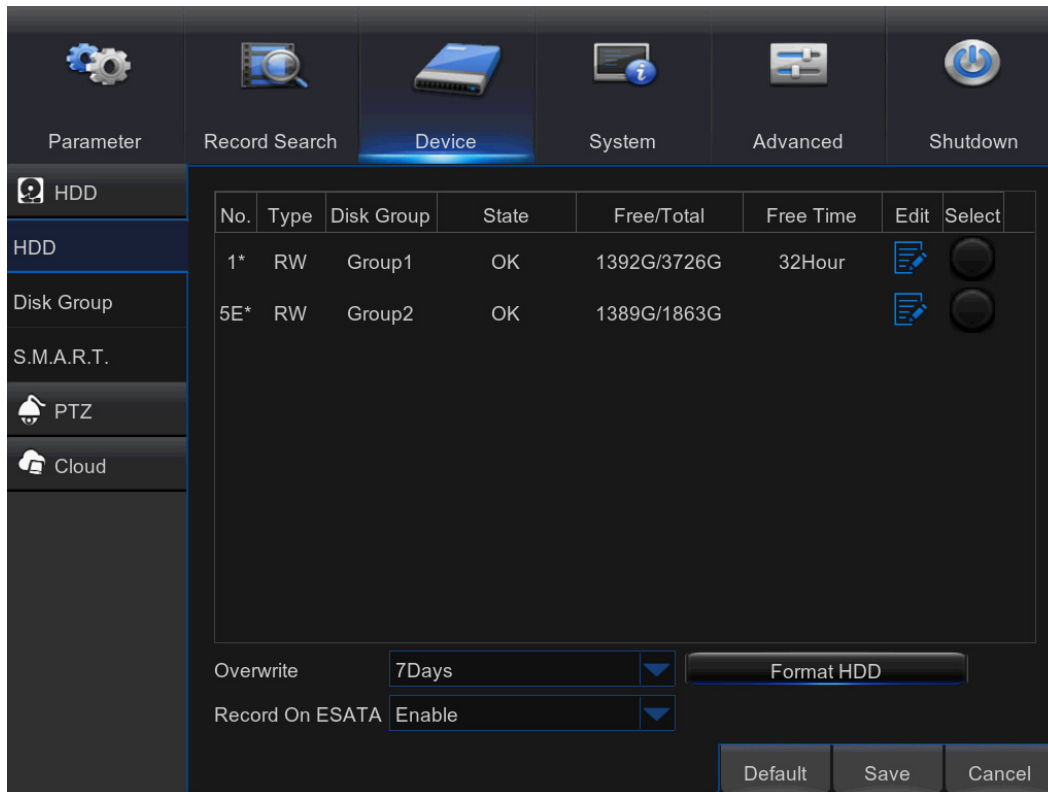 Parameter Record Search Device System Advanced Shutdown
HDD
HDD
Disk Group
S.M.A.R.T.
PTZ
Cloud
No. Type Disk Group State Free/Total Free Time Edit Select
1* RW Group1 OK 1392G/3726G 32Hour
5E* RW Group2 OK 1389G/1863G
Overwrite 7Days Format HDD
Record On ESATA Enable
Default Save Cancel